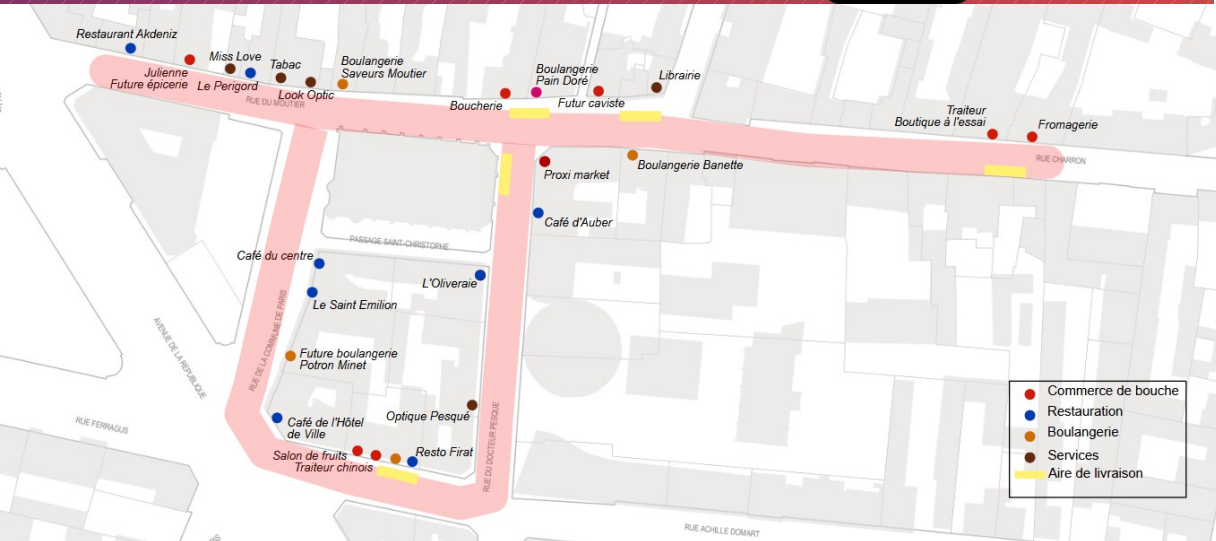 Restaurant Akdeniz
Julienne
Future épicerie
Miss Love
Le Perigord
Tabac
Look Optic
Boulangerie
Saveurs Moutier
Boucherie
Boulangerie
Pain Doré
Futur caviste
Librairie
Traiteur
Boutique à l'essai
Fromagerie
RUE DU MOUTIER
RUE CHARRON
Proxi market
Boulangerie Banette
Café d'Auber
PASSAGE SAINT-CHRISTOPHE
Café du centre
L'Oliveraie
Le Saint Emilion
RUE DE LA COMMUNE DE PARIS
AVENUE DE LA REPUBLIQUE
Future boulangerie
Potron Minet
Optique Pesqué
RUE DU DOCTEUR PESQUE
Café de l'Hôtel
de Ville
RUE FERRAGUS
Salon de fruits
Traiteur chinois
Resto Firat
RUE ACHILLE DOMART
Commerce de bouche
Restauration
Boulangerie
Services
Aire de livraison